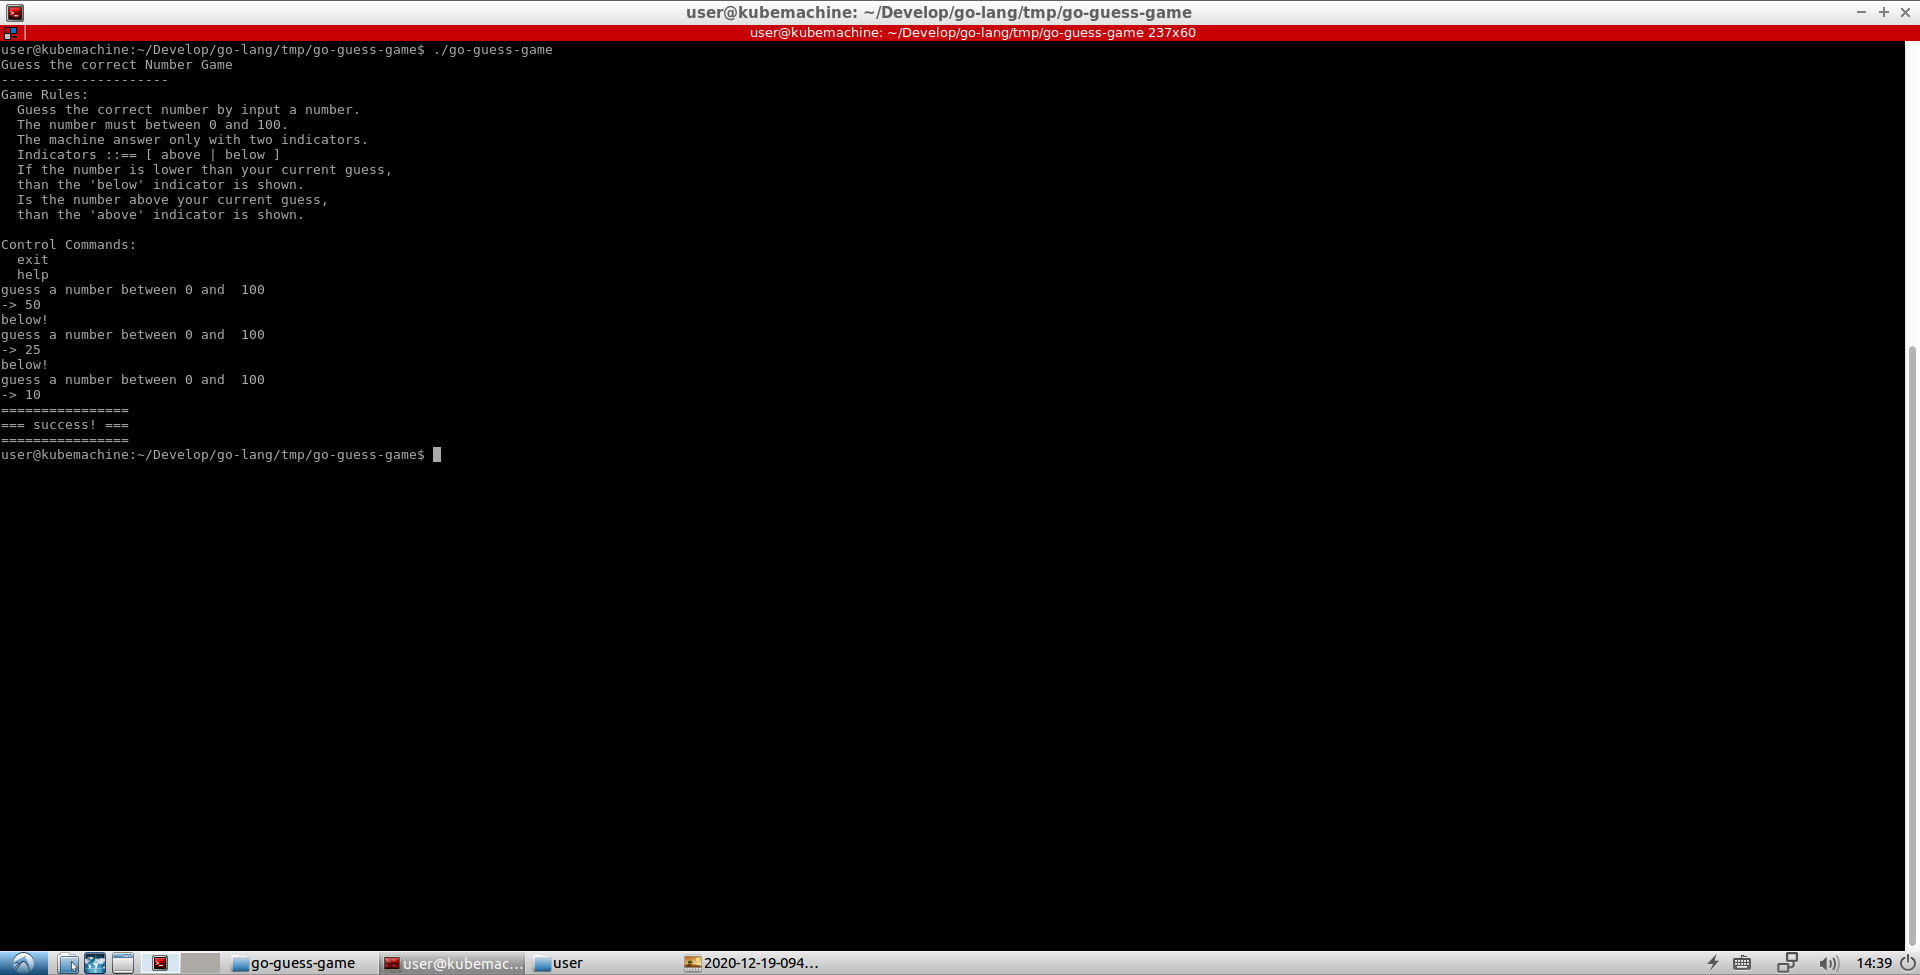 user@kubemachine: ~/Develop/go-lang/tmp/go-guess-game
user@kubemachine: ~/Develop/go-lang/tmp/go-guess-game 237x60
user@kubemachine:~/Develop/go-lang/tmp/go-guess-game$ ./go-guess-game
Guess the correct Number Game
---------------------
Game Rules:
  Guess the correct number by input a number.
  The number must between 0 and 100.
  The machine answer only with two indicators.
  Indicators ::== [ above | below ]
  If the number is lower than your current guess,
  than the 'below' indicator is shown.
  Is the number above your current guess,
  than the 'above' indicator is shown.

Control Commands:
  exit
  help
guess a number between 0 and  100
-> 50
below!
guess a number between 0 and  100
-> 25
below!
guess a number between 0 and  100
-> 10
================
=== success! ===
================
user@kubemachine:~/Develop/go-lang/tmp/go-guess-game$
go-guess-game user@kubemac... user 2020-12-19-094... 14:39